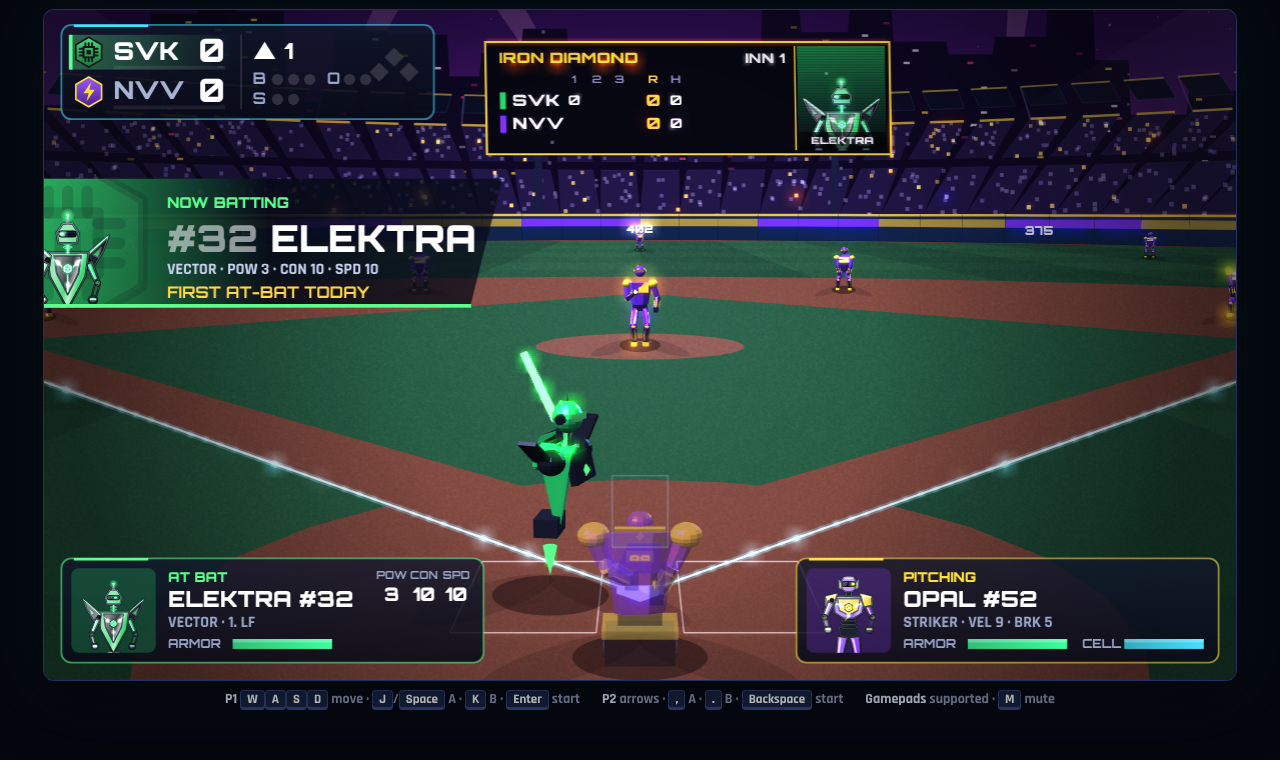 SVK 0
NVV 0
▲ 1
B O
S
IRON DIAMOND INN 1
1 2 3 R H
SVK 0 0 0
NVV 0 0
ELEKTRA
NOW BATTING
#32 ELEKTRA
VECTOR · POW 3 · CON 10 · SPD 10
FIRST AT-BAT TODAY
402
375
AT BAT
ELEKTRA #32
VECTOR · 1. LF
ARMOR
POW CON SPD
3 10 10
PITCHING
OPAL #52
STRIKER · VEL 9 · BRK 5
ARMOR CELL
P1 W A S D move · J / Space A · K B · Enter start P2 arrows · , A · . B · Backspace start Gamepads supported · M mute